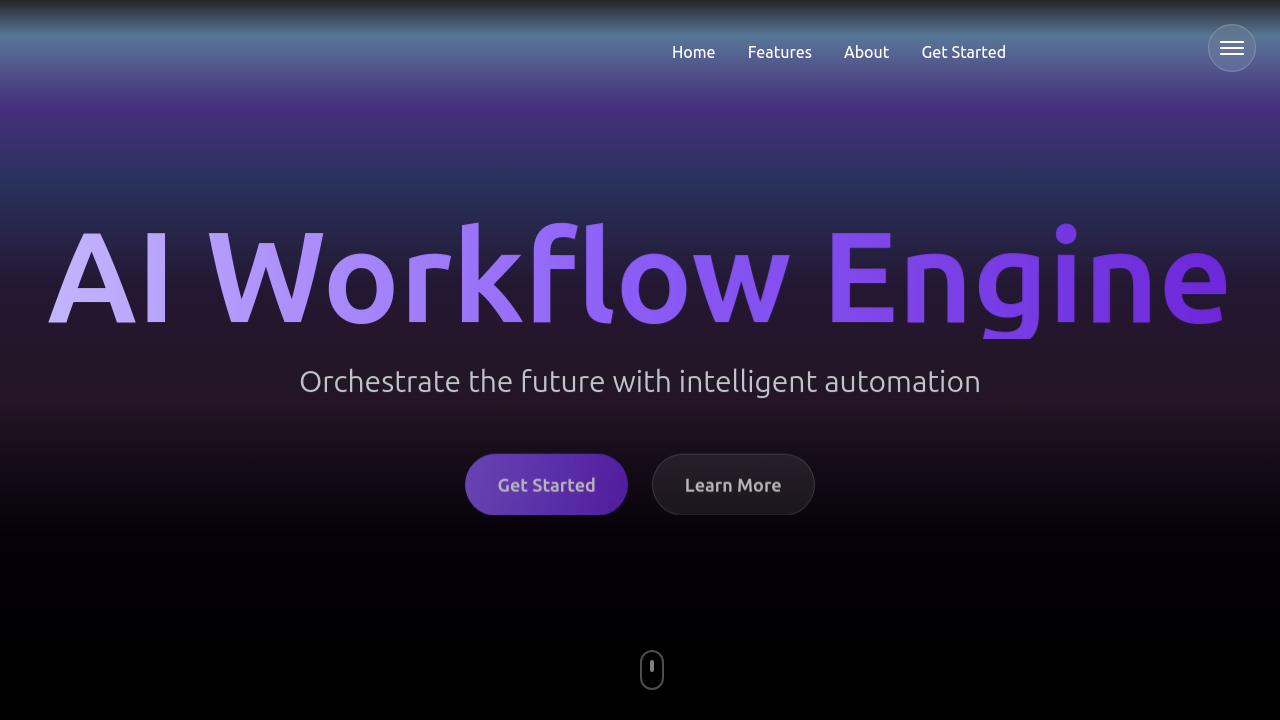 Home Features About Get Started
AI Workflow Engine
Orchestrate the future with intelligent automation
Get Started Learn More